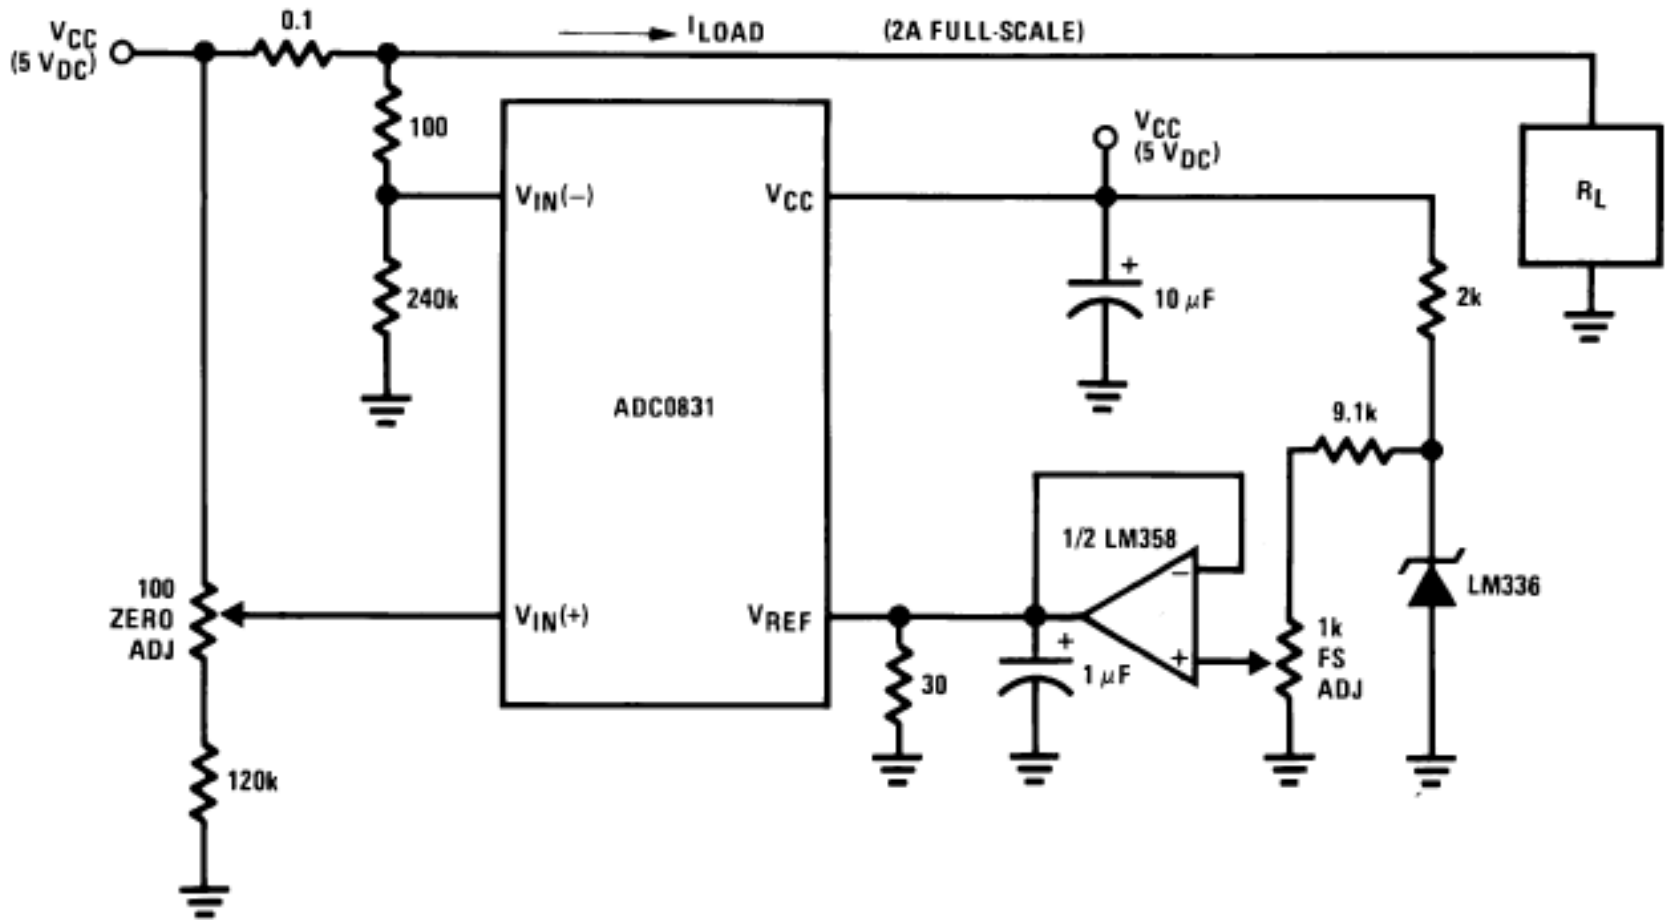 0.1
VCC
(5 VDC)
ILOAD
(2A FULL-SCALE)
100
VCC
(5 VDC)
VIN(−)
VCC
RL
240k
10 μF
2k
ADC0831
9.1k
1/2 LM358
−
LM336
100
ZERO
ADJ
VIN(+)
VREF
+
1k
FS
ADJ
+
30
+
1 μF
120k
+